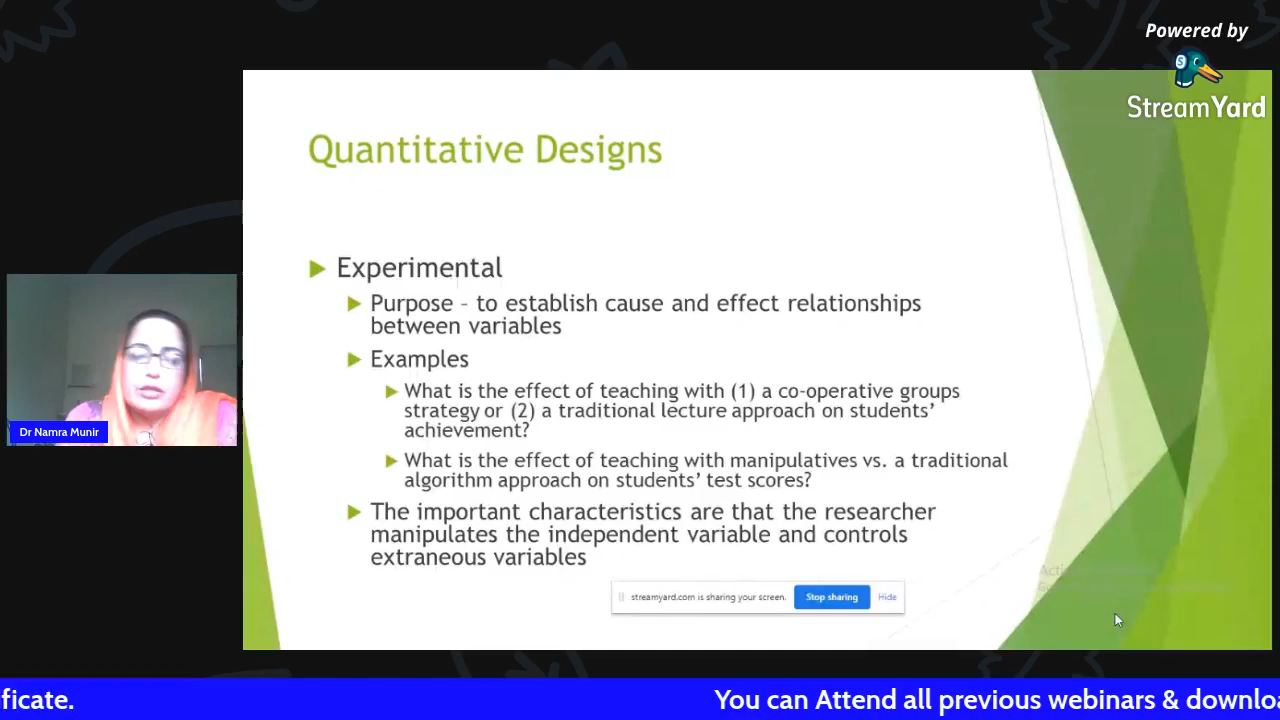 Powered by
StreamYard
Quantitative Designs
Experimental
Purpose – to establish cause and effect relationships
between variables
Examples
What is the effect of teaching with (1) a co-operative groups
strategy or (2) a traditional lecture approach on students’
achievement?
What is the effect of teaching with manipulatives vs. a traditional
algorithm approach on students’ test scores?
The important characteristics are that the researcher
manipulates the independent variable and controls
extraneous variables
streamyard.com is sharing your screen.
Stop sharing
Hide
Dr Namra Munir
ificate.
You can Attend all previous webinars & downloa